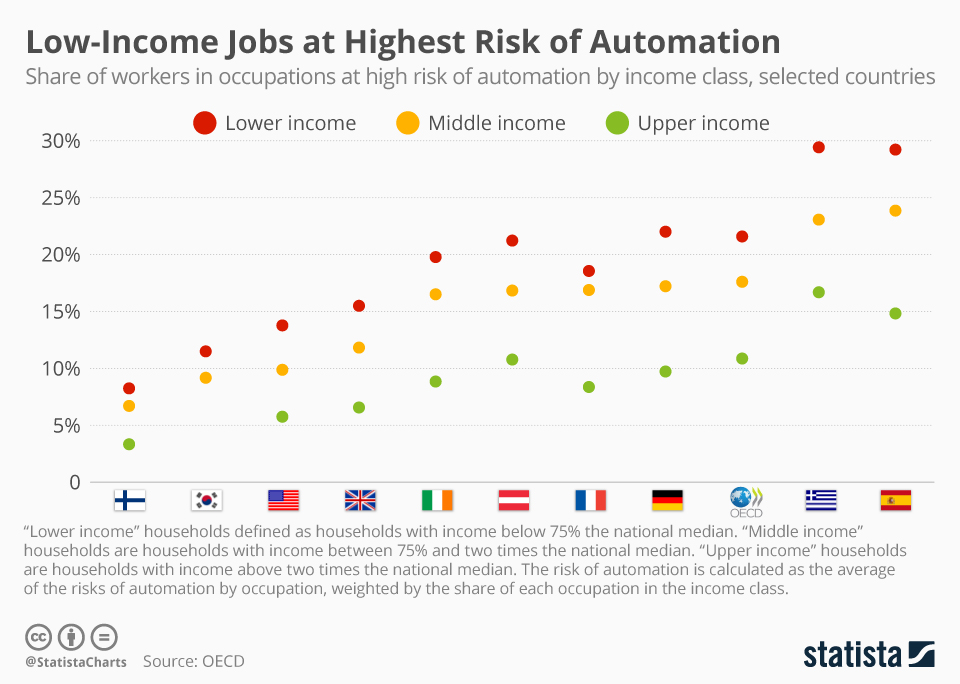 Low-Income Jobs at Highest Risk of Automation
Share of workers in occupations at high risk of automation by income class, selected countries
Lower income
Middle income
Upper income
30%
25%
20%
15%
10%
5%
0
OECD
“Lower income” households defined as households with income below 75% the national median. “Middle income”
households are households with income between 75% and two times the national median. “Upper income” households
are households with income above two times the national median. The risk of automation is calculated as the average
of the risks of automation by occupation, weighted by the share of each occupation in the income class.
cc
@StatistaCharts Source: OECD
statista